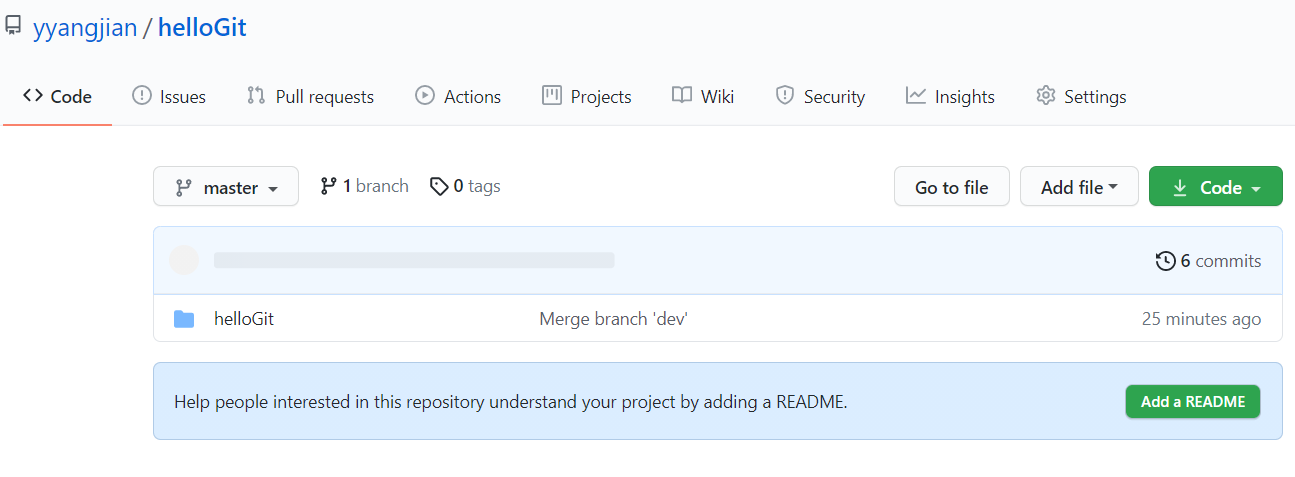 yyangjian / helloGit
Code Issues Pull requests Actions Projects Wiki Security Insights Settings
master 1 branch 0 tags Go to file Add file Code
6 commits
helloGit Merge branch 'dev' 25 minutes ago
Help people interested in this repository understand your project by adding a README. Add a README